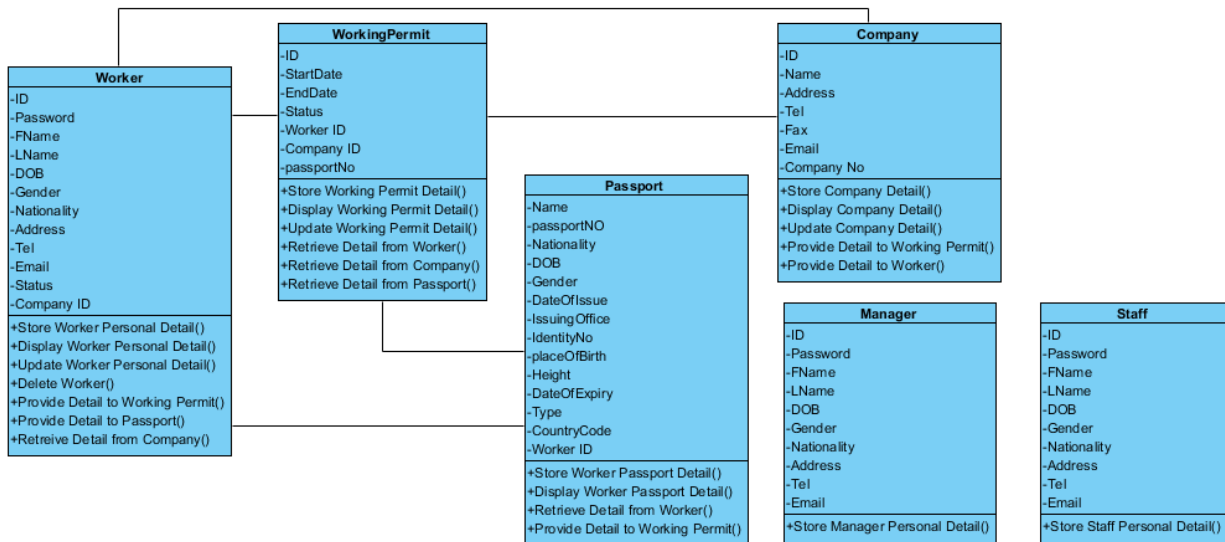 Worker
-ID
-Password
-FName
-LName
-DOB
-Gender
-Nationality
-Address
-Tel
-Email
-Status
-Company ID
+Store Worker Personal Detail()
+Display Worker Personal Detail()
+Update Worker Personal Detail()
+Delete Worker()
+Provide Detail to Working Permit()
+Provide Detail to Passport()
+Retreive Detail from Company()
WorkingPermit
-ID
-StartDate
-EndDate
-Status
-Worker ID
-Company ID
-passportNo
+Store Working Permit Detail()
+Display Working Permit Detail()
+Update Working Permit Detail()
+Retrieve Detail from Worker()
+Retrieve Detail from Company()
+Retrieve Detail from Passport()
Passport
-Name
-passportNO
-Nationality
-DOB
-Gender
-DateOfIssue
-IssuingOffice
-IdentityNo
-placeOfBirth
-Height
-DateOfExpiry
-Type
-CountryCode
-Worker ID
+Store Worker Passport Detail()
+Display Worker Passport Detail()
+Retrieve Detail from Worker()
+Provide Detail to Working Permit()
Company
-ID
-Name
-Address
-Tel
-Fax
-Email
-Company No
+Store Company Detail()
+Display Company Detail()
+Update Company Detail()
+Provide Detail to Working Permit()
+Provide Detail to Worker()
Manager
-ID
-Password
-FName
-LName
-DOB
-Gender
-Nationality
-Address
-Tel
-Email
+Store Manager Personal Detail()
Staff
-ID
-Password
-FName
-LName
-DOB
-Gender
-Nationality
-Address
-Tel
-Email
+Store Staff Personal Detail()